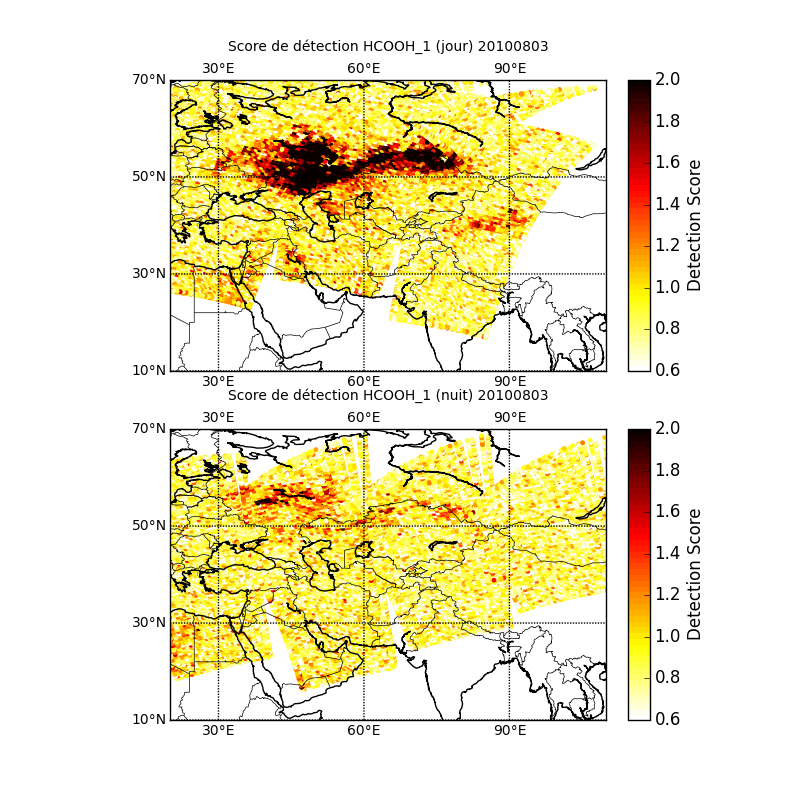 Score de détection HCOOH_1 (jour) 20100803
30°E 60°E 90°E
70°N
50°N
30°N
10°N
30°E 60°E 90°E
2.0
1.8
1.6
1.4
1.2
1.0
0.8
0.6
Detection Score
Score de détection HCOOH_1 (nuit) 20100803
30°E 60°E 90°E
70°N
50°N
30°N
10°N
30°E 60°E 90°E
2.0
1.8
1.6
1.4
1.2
1.0
0.8
0.6
Detection Score